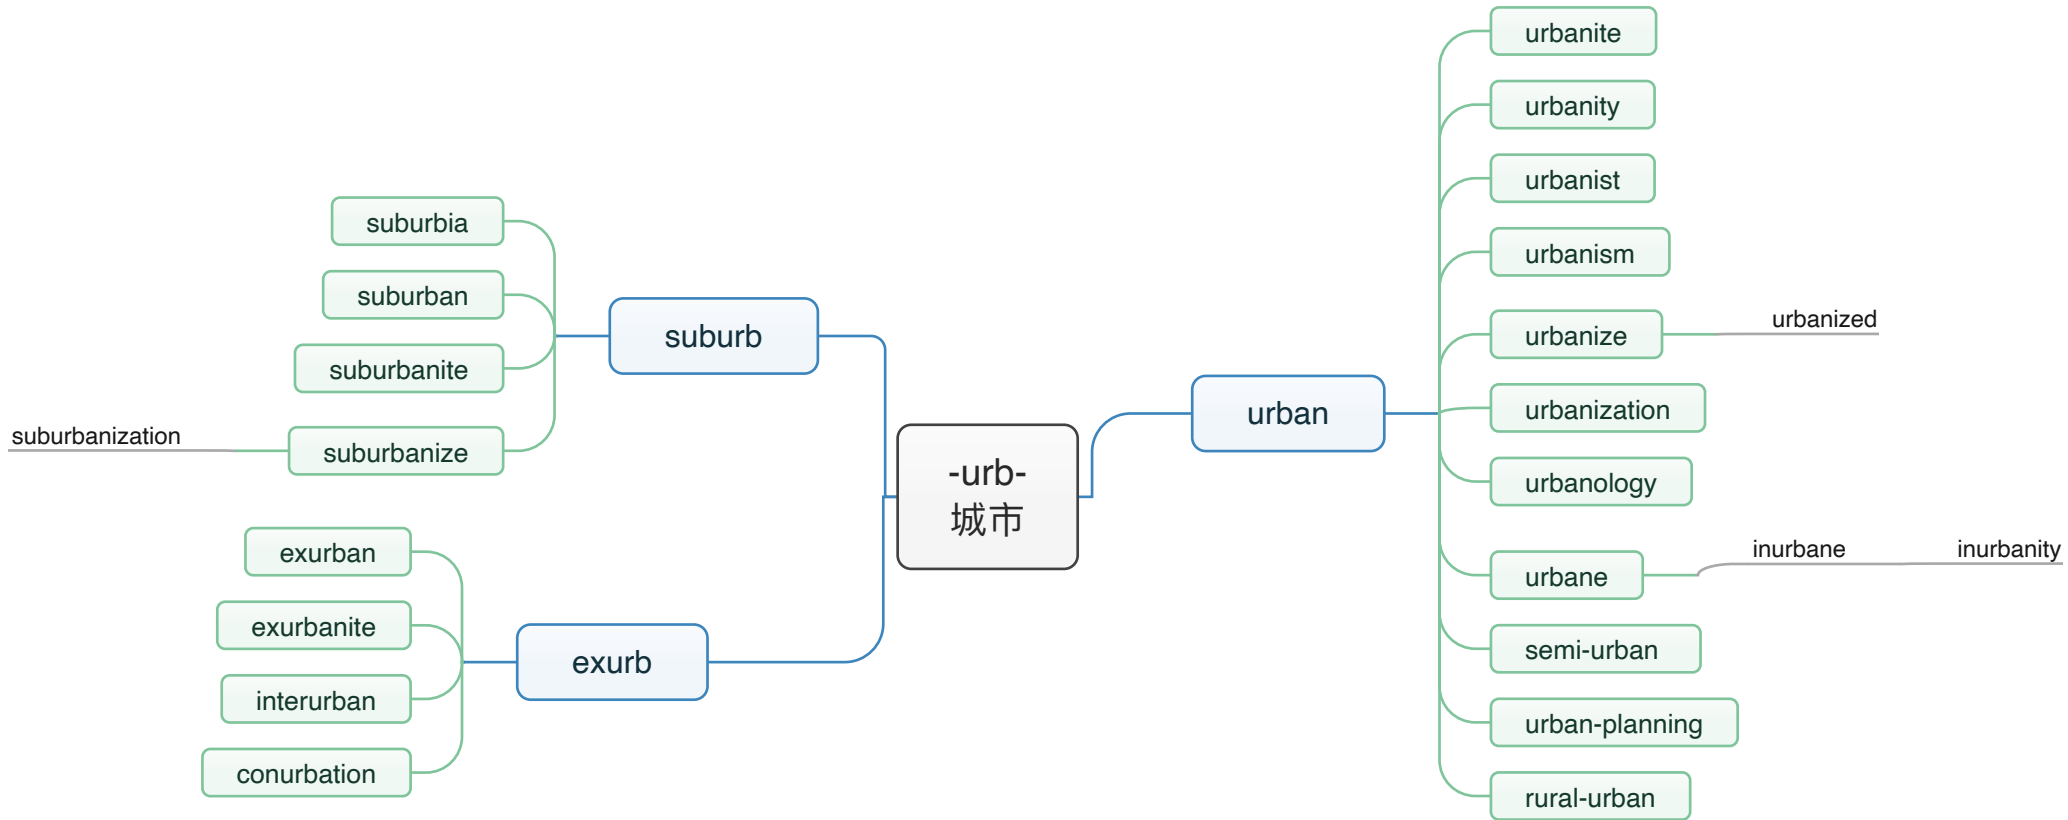 -urb-
城市
urban
urbanite
urbanity
urbanist
urbanism
urbanize
urbanized
urbanization
urbanology
urbane
inurbane
inurbanity
semi-urban
urban-planning
rural-urban
suburb
suburbia
suburban
suburbanite
suburbanize
suburbanization
exurb
exurban
exurbanite
interurban
conurbation